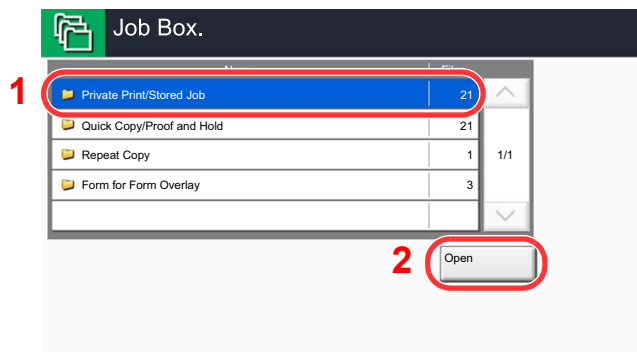 Job Box.
1
Private Print/Stored Job 21
Quick Copy/Proof and Hold 21
Repeat Copy 1 1/1
Form for Form Overlay 3
2
Open